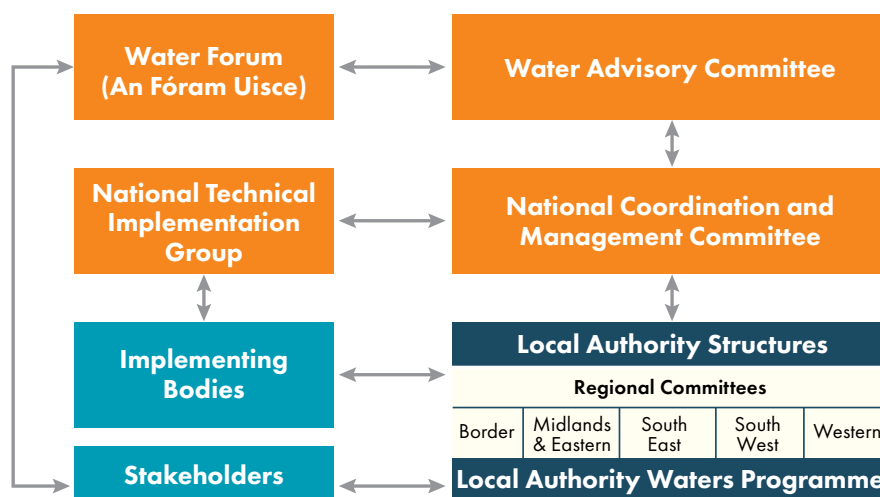 Water Forum
(An Fóram Uisce)
Water Advisory Committee
National Technical
Implementation
Group
National Coordination and
Management Committee
Implementing
Bodies
Local Authority Structures
Regional Committees
Border
Midlands
& Eastern
South
East
South
West
Western
Stakeholders
Local Authority Waters Programme